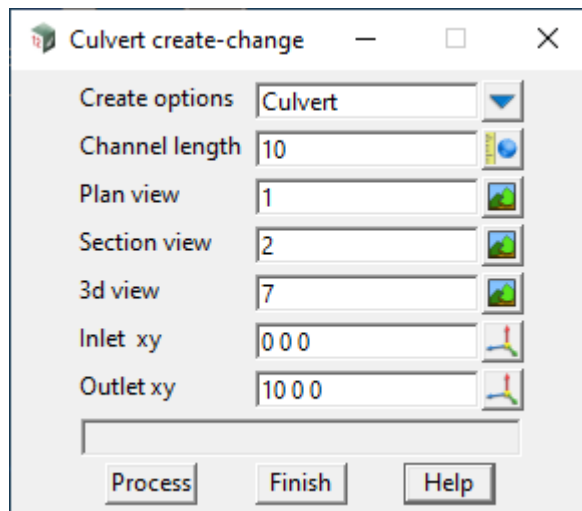 Culvert create-change
Create options Culvert
Channel length 10
Plan view 1
Section view 2
3d view 7
Inlet xy 0 0 0
Outlet xy 10 0 0
Process Finish Help